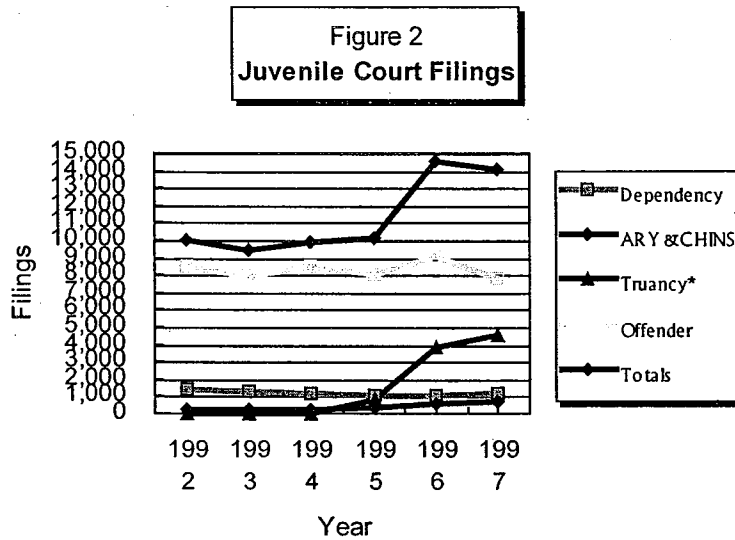 Figure 2
Juvenile Court Filings
15,000
14,000
13,000
12,000
11,000
10,000
9,000
8,000
7,000
6,000
5,000
4,000
3,000
2,000
1,000
0
Filings
199 199 199 199 199 199
2 3 4 5 6 7
Year
Dependency
ARY & CHINS
Truancy*
Offender
Totals